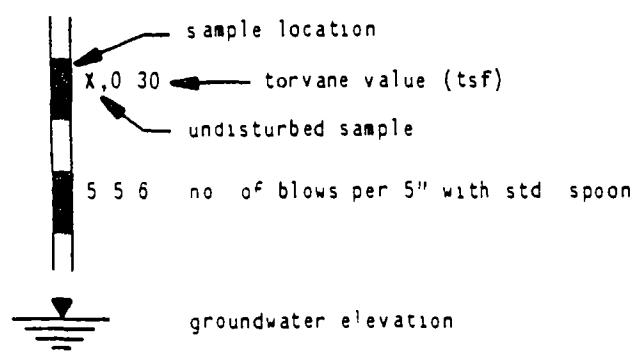 sample location
X,0 30 torvane value (tsf)
undisturbed sample
5 5 6 no of blows per 5" with std spoon
groundwater elevation